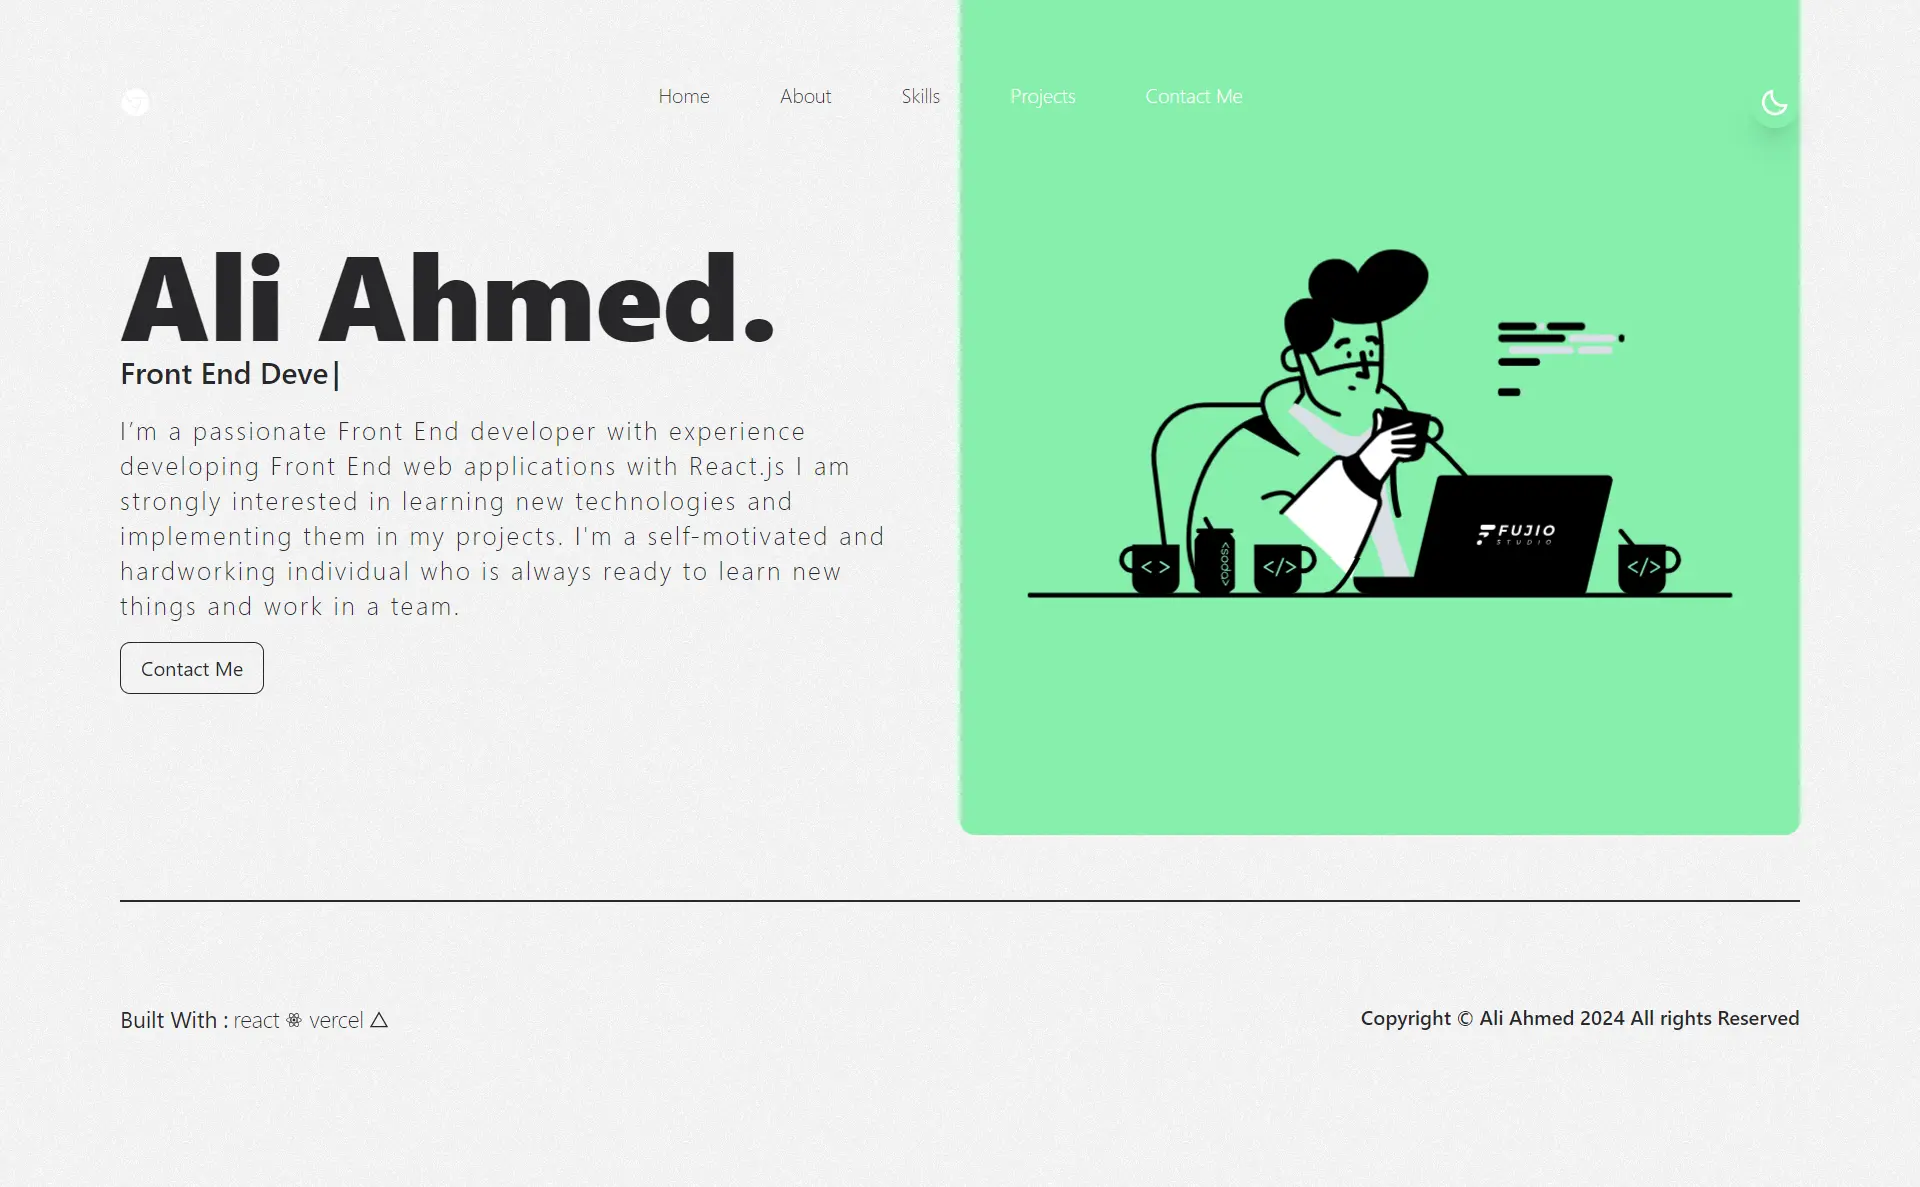 Home About Skills Projects Contact Me
Ali Ahmed.
Front End Deve|
I’m a passionate Front End developer with experience
developing Front End web applications with React.js I am
strongly interested in learning new technologies and
implementing them in my projects. I'm a self-motivated and
hardworking individual who is always ready to learn new
things and work in a team.
Contact Me
FUJIO
STUDIO
< >
<soda>
</>
</>
Built With : react vercel
Copyright © Ali Ahmed 2024 All rights Reserved